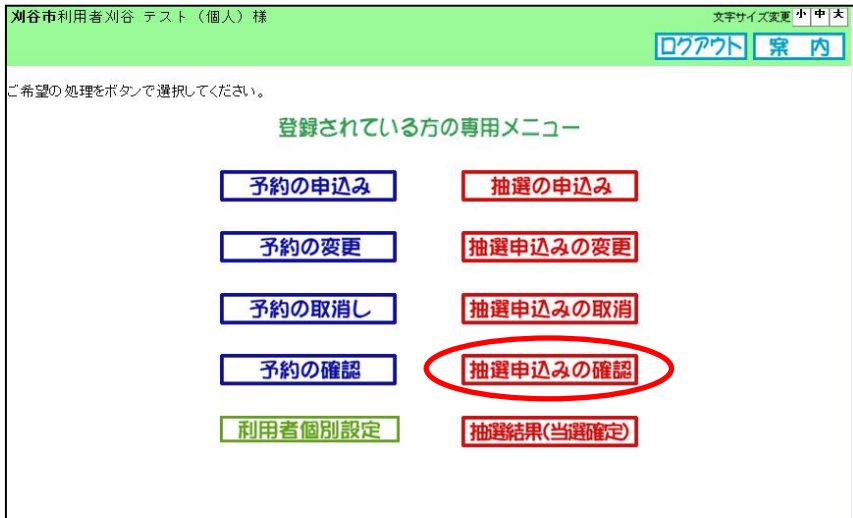 刈谷市利用者刈谷 テスト（個人）様
文字サイズ変更 小 中 大
ログアウト 案 内
ご希望の処理をボタンで選択してください。
登録されている方の専用メニュー
予約の申込み 抽選の申込み
予約の変更 抽選申込みの変更
予約の取消し 抽選申込みの取消
予約の確認 抽選申込みの確認
利用者個別設定 抽選結果(当選確定)